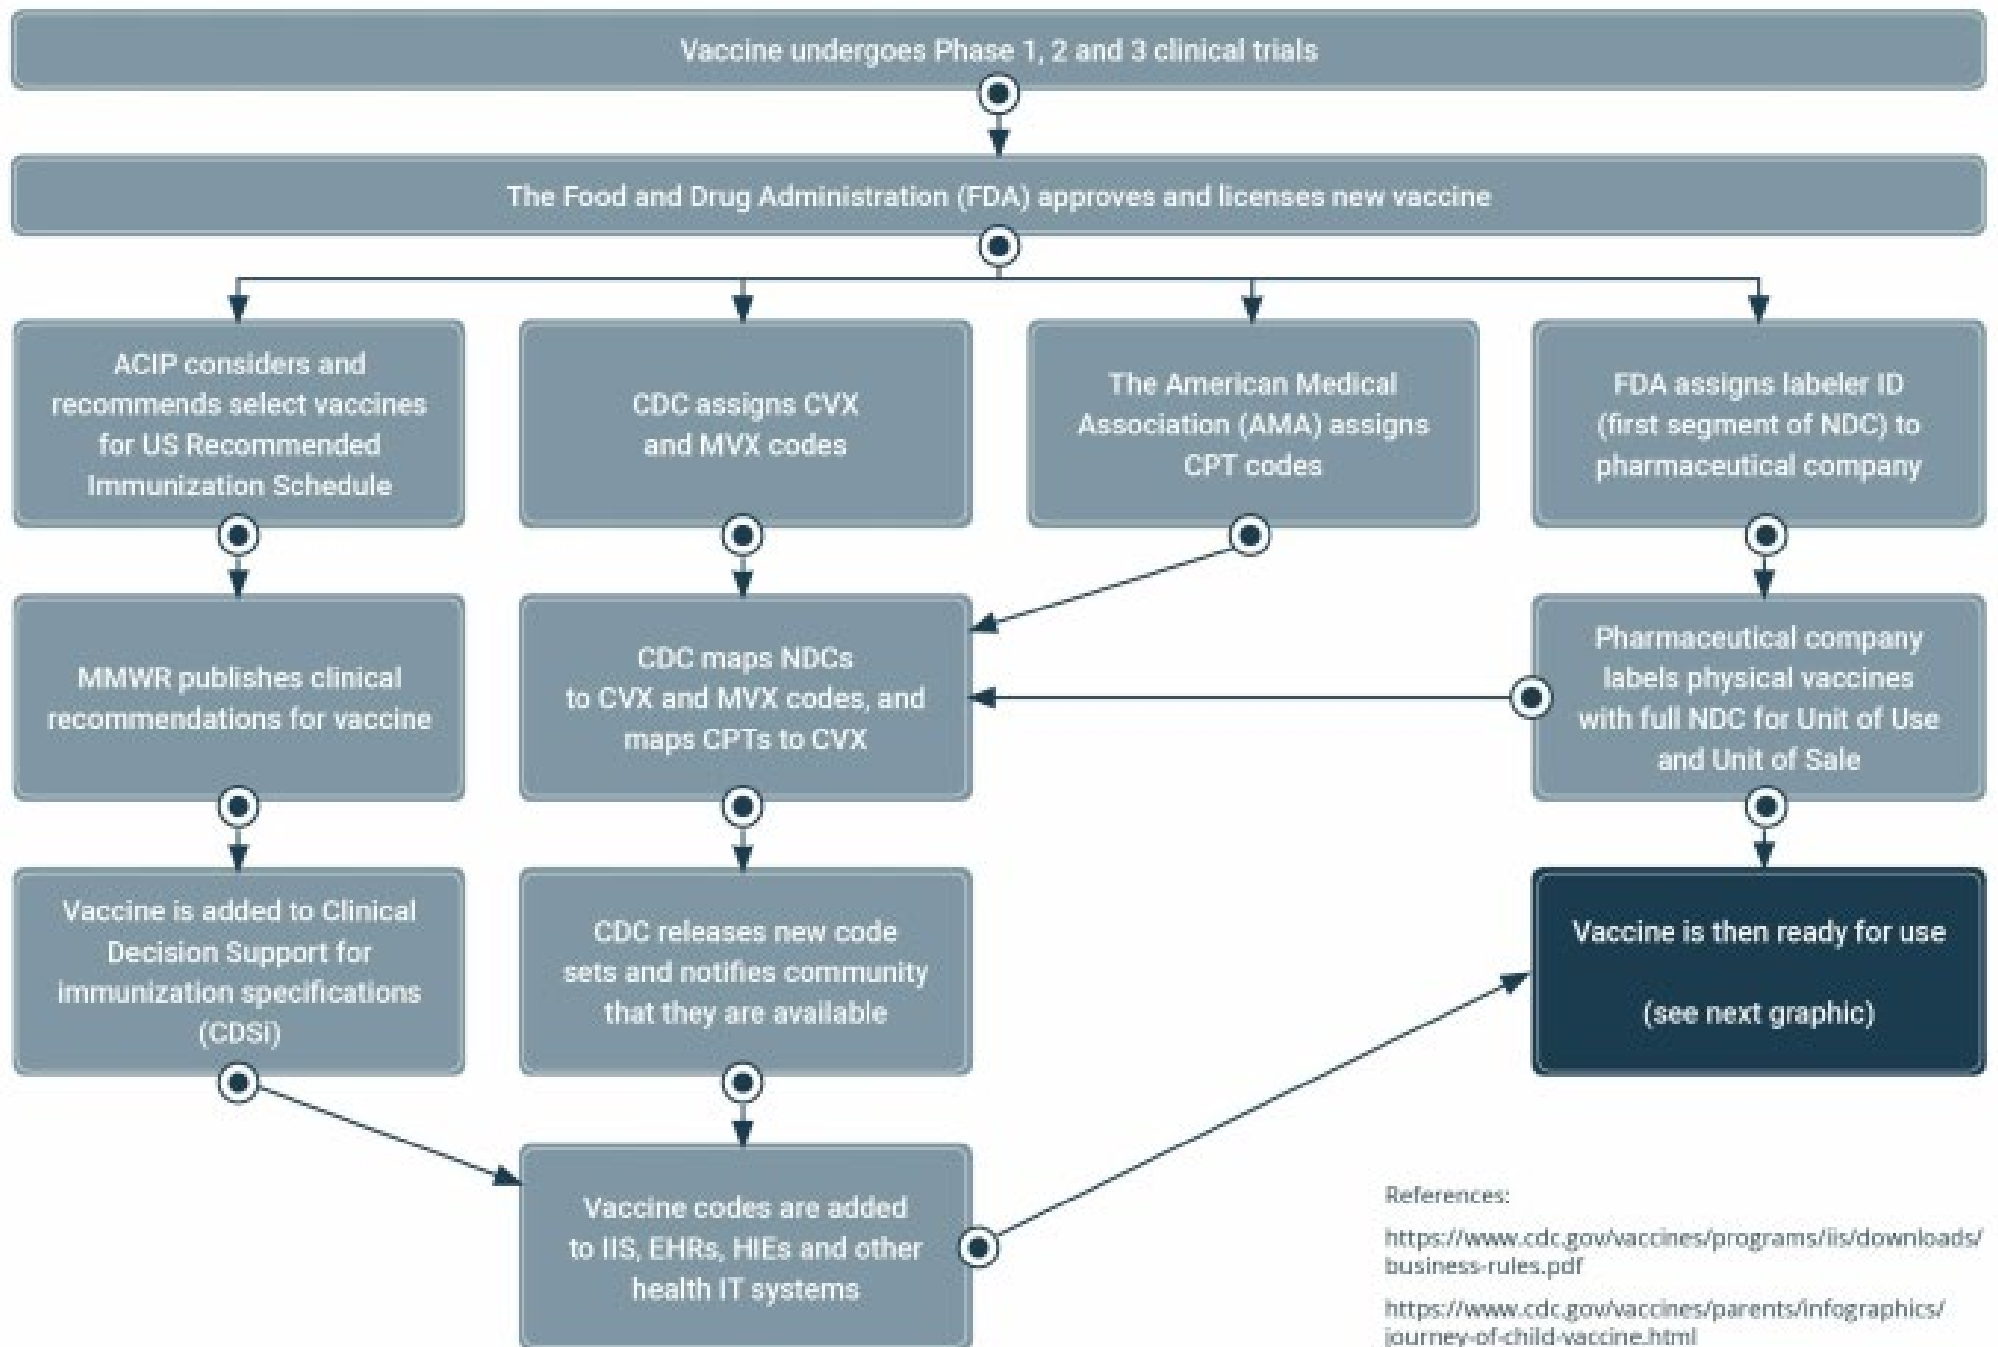 Vaccine undergoes Phase 1, 2 and 3 clinical trials
The Food and Drug Administration (FDA) approves and licenses new vaccine
ACIP considers and
recommends select vaccines
for US Recommended
Immunization Schedule
CDC assigns CVX
and MVX codes
The American Medical
Association (AMA) assigns
CPT codes
FDA assigns labeler ID
(first segment of NDC) to
pharmaceutical company
MMWR publishes clinical
recommendations for vaccine
CDC maps NDCs
to CVX and MVX codes, and
maps CPTs to CVX
Pharmaceutical company
labels physical vaccines
with full NDC for Unit of Use
and Unit of Sale
Vaccine is added to Clinical
Decision Support for
immunization specifications
(CDSi)
CDC releases new code
sets and notifies community
that they are available
Vaccine is then ready for use
(see next graphic)
Vaccine codes are added
to IIS, EHRs, HIEs and other
health IT systems
References:
https://www.cdc.gov/vaccines/programs/iis/downloads/
business-rules.pdf
https://www.cdc.gov/vaccines/parents/infographics/
journey-of-child-vaccine.html